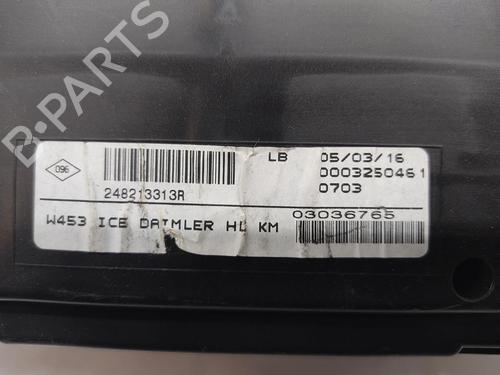 B-PARTS
096
LB
05/03/16
0003250461
0703
248213313R
W453 ICE DAIMLER HL KM
03036765